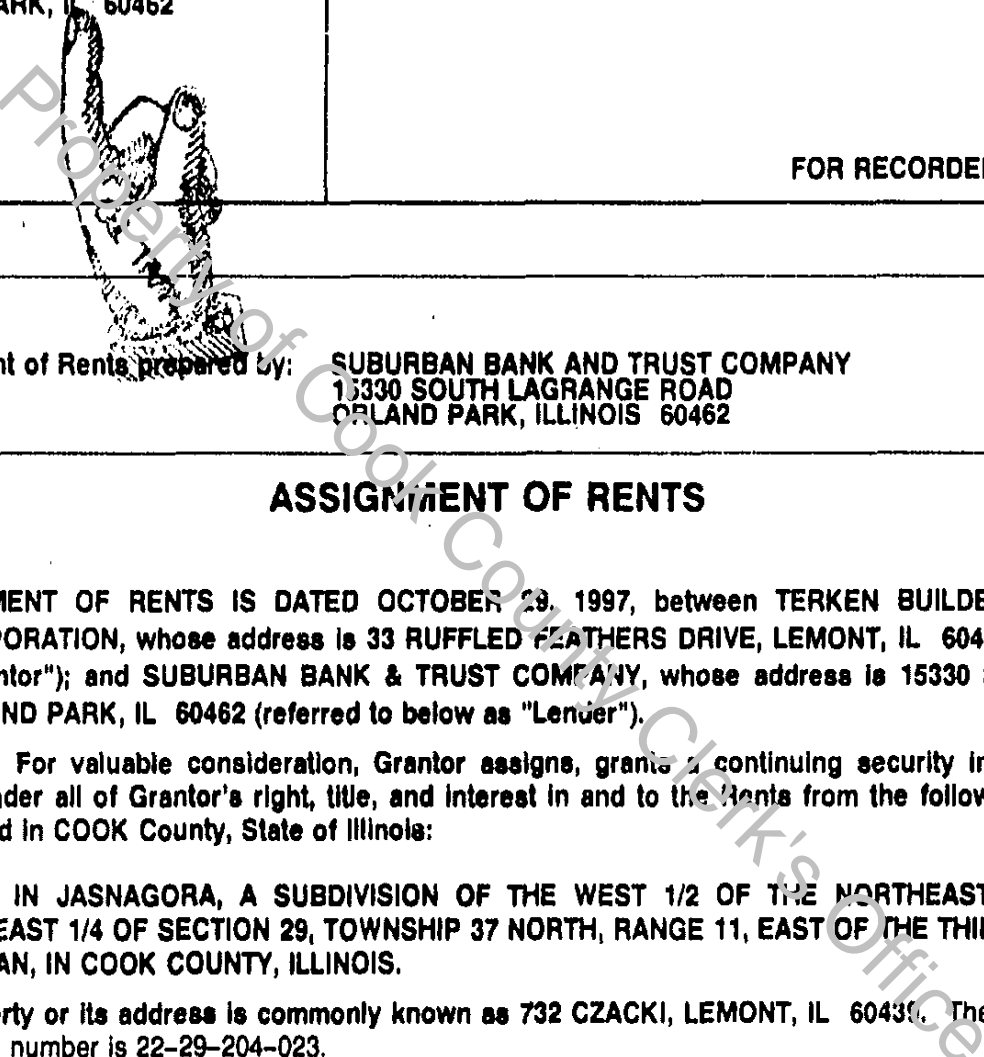 PARK, IL 60462
FOR RECORDER
nt of Rents prepared by: SUBURBAN BANK AND TRUST COMPANY
15330 SOUTH LAGRANGE ROAD
ORLAND PARK, ILLINOIS 60462
ASSIGNMENT OF RENTS
MENT OF RENTS IS DATED OCTOBER 29, 1997, between TERKEN BUILDE
PORATION, whose address is 33 RUFFLED FEATHERS DRIVE, LEMONT, IL 604
ntor"); and SUBURBAN BANK & TRUST COMPANY, whose address is 15330
ND PARK, IL 60462 (referred to below as "Lender").
For valuable consideration, Grantor assigns, grants a continuing security in
nder all of Grantor's right, title, and interest in and to the Rents from the follow
d in COOK County, State of Illinois:
IN JASNAGORA, A SUBDIVISION OF THE WEST 1/2 OF THE NORTHEAST
EAST 1/4 OF SECTION 29, TOWNSHIP 37 NORTH, RANGE 11, EAST OF THE THI
AN, IN COOK COUNTY, ILLINOIS.
rty or its address is commonly known as 732 CZACKI, LEMONT, IL 60439. The
number is 22-29-204-023.
Property of Cook County Clerk's Office